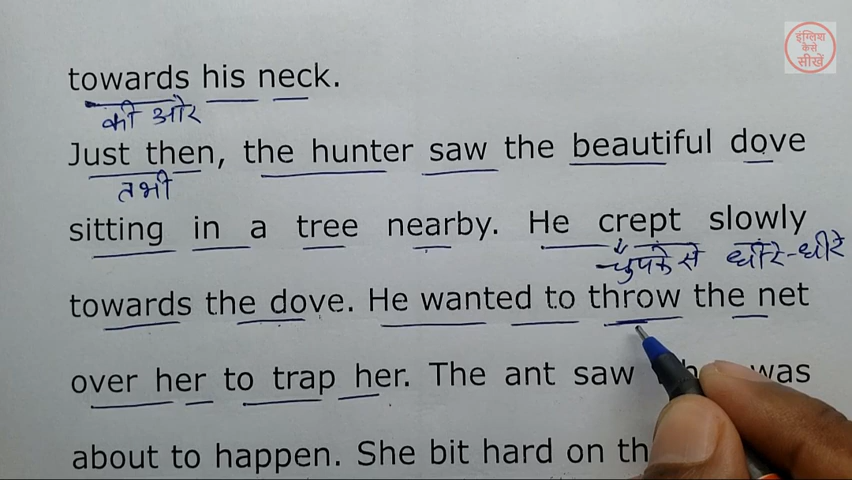 इंग्लिश
कैसे
सीखें
towards his neck.
की ओर
Just then, the hunter saw the beautiful dove
तभी
sitting in a tree nearby. He crept slowly
चुपके से धीरे-धीरे
towards the dove. He wanted to throw the net
over her to trap her. The ant saw was
about to happen. She bit hard on